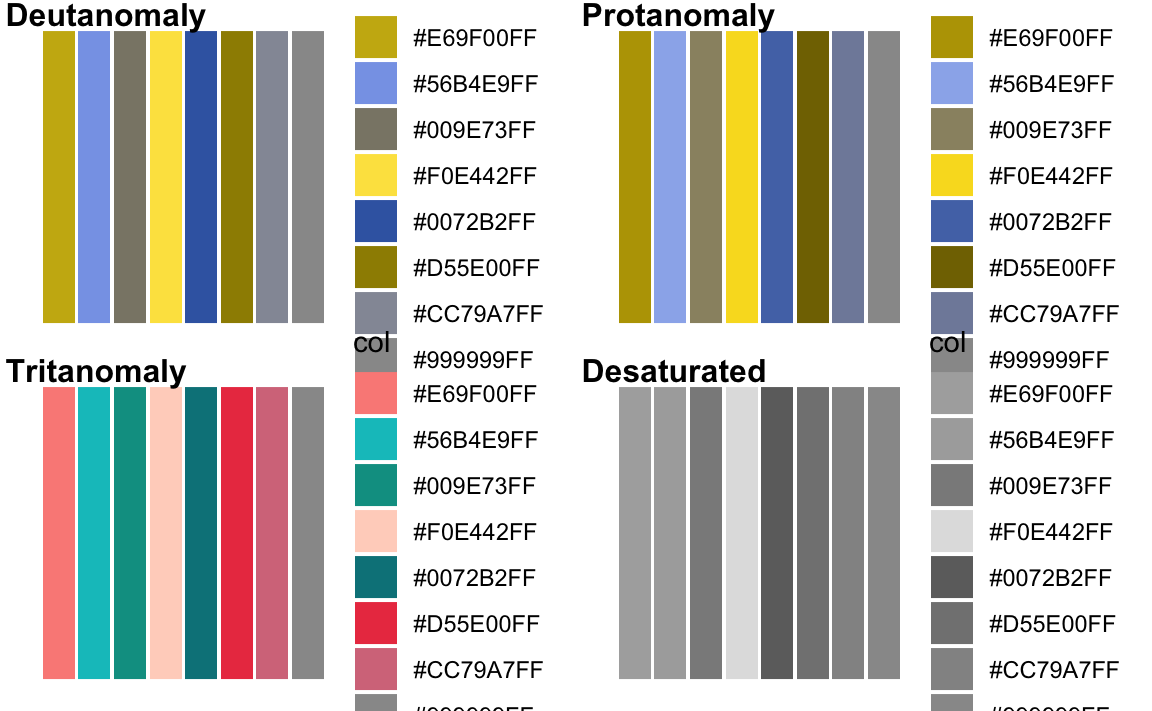 Deutanomaly
#E69F00FF
#56B4E9FF
#009E73FF
#F0E442FF
#0072B2FF
#D55E00FF
#CC79A7FF
col
#999999FF
Protanomaly
#E69F00FF
#56B4E9FF
#009E73FF
#F0E442FF
#0072B2FF
#D55E00FF
#CC79A7FF
col
#999999FF
Tritanomaly
#E69F00FF
#56B4E9FF
#009E73FF
#F0E442FF
#0072B2FF
#D55E00FF
#CC79A7FF
Desaturated
#E69F00FF
#56B4E9FF
#009E73FF
#F0E442FF
#0072B2FF
#D55E00FF
#CC79A7FF